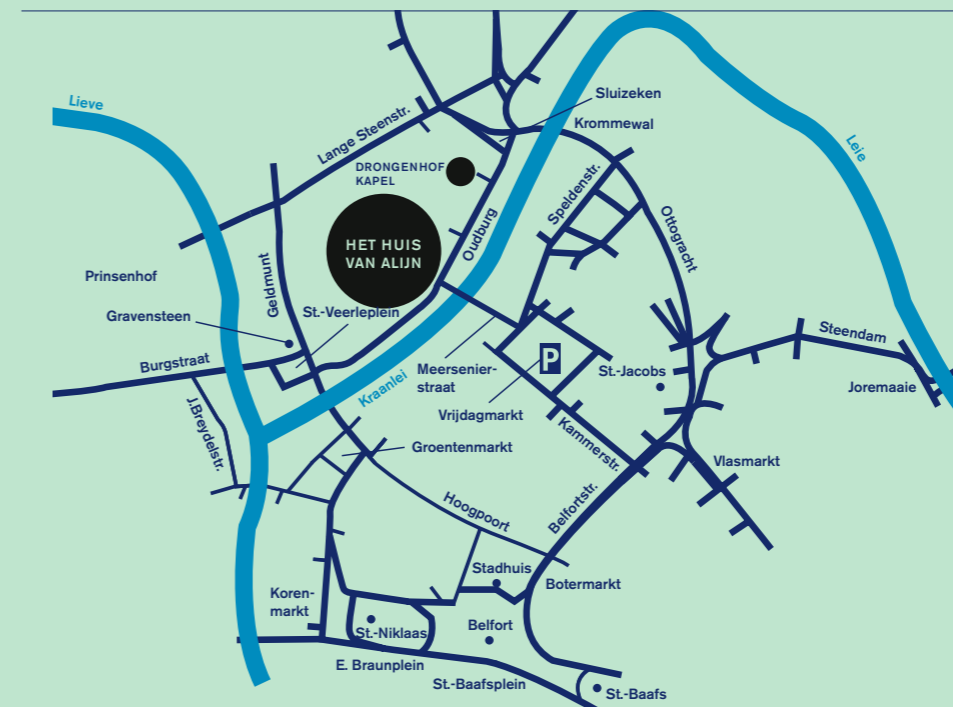 Lieve
Sluizeken
Krommewal
Lange Steenstr.
Leie
DRONGENHOF
KAPEL
Speldenstr.
Ottogracht
Oudburg
HET HUIS
VAN ALIJN
Prinsenhof
Geldmunt
Gravensteen
St.-Veerleplein
Burgstraat
Steendam
P
Meersenier-
straat
St.-Jacobs
Kraanlei
Joremaaie
J.Breydelstr.
Vrijdagmarkt
Kammerstr.
Groentenmarkt
Vlasmarkt
Hoogpoort
Belfortstr.
Stadhuis
Botermarkt
Koren-
markt
St.-Niklaas
Belfort
E. Braunplein
St.-Baafsplein
St.-Baafs